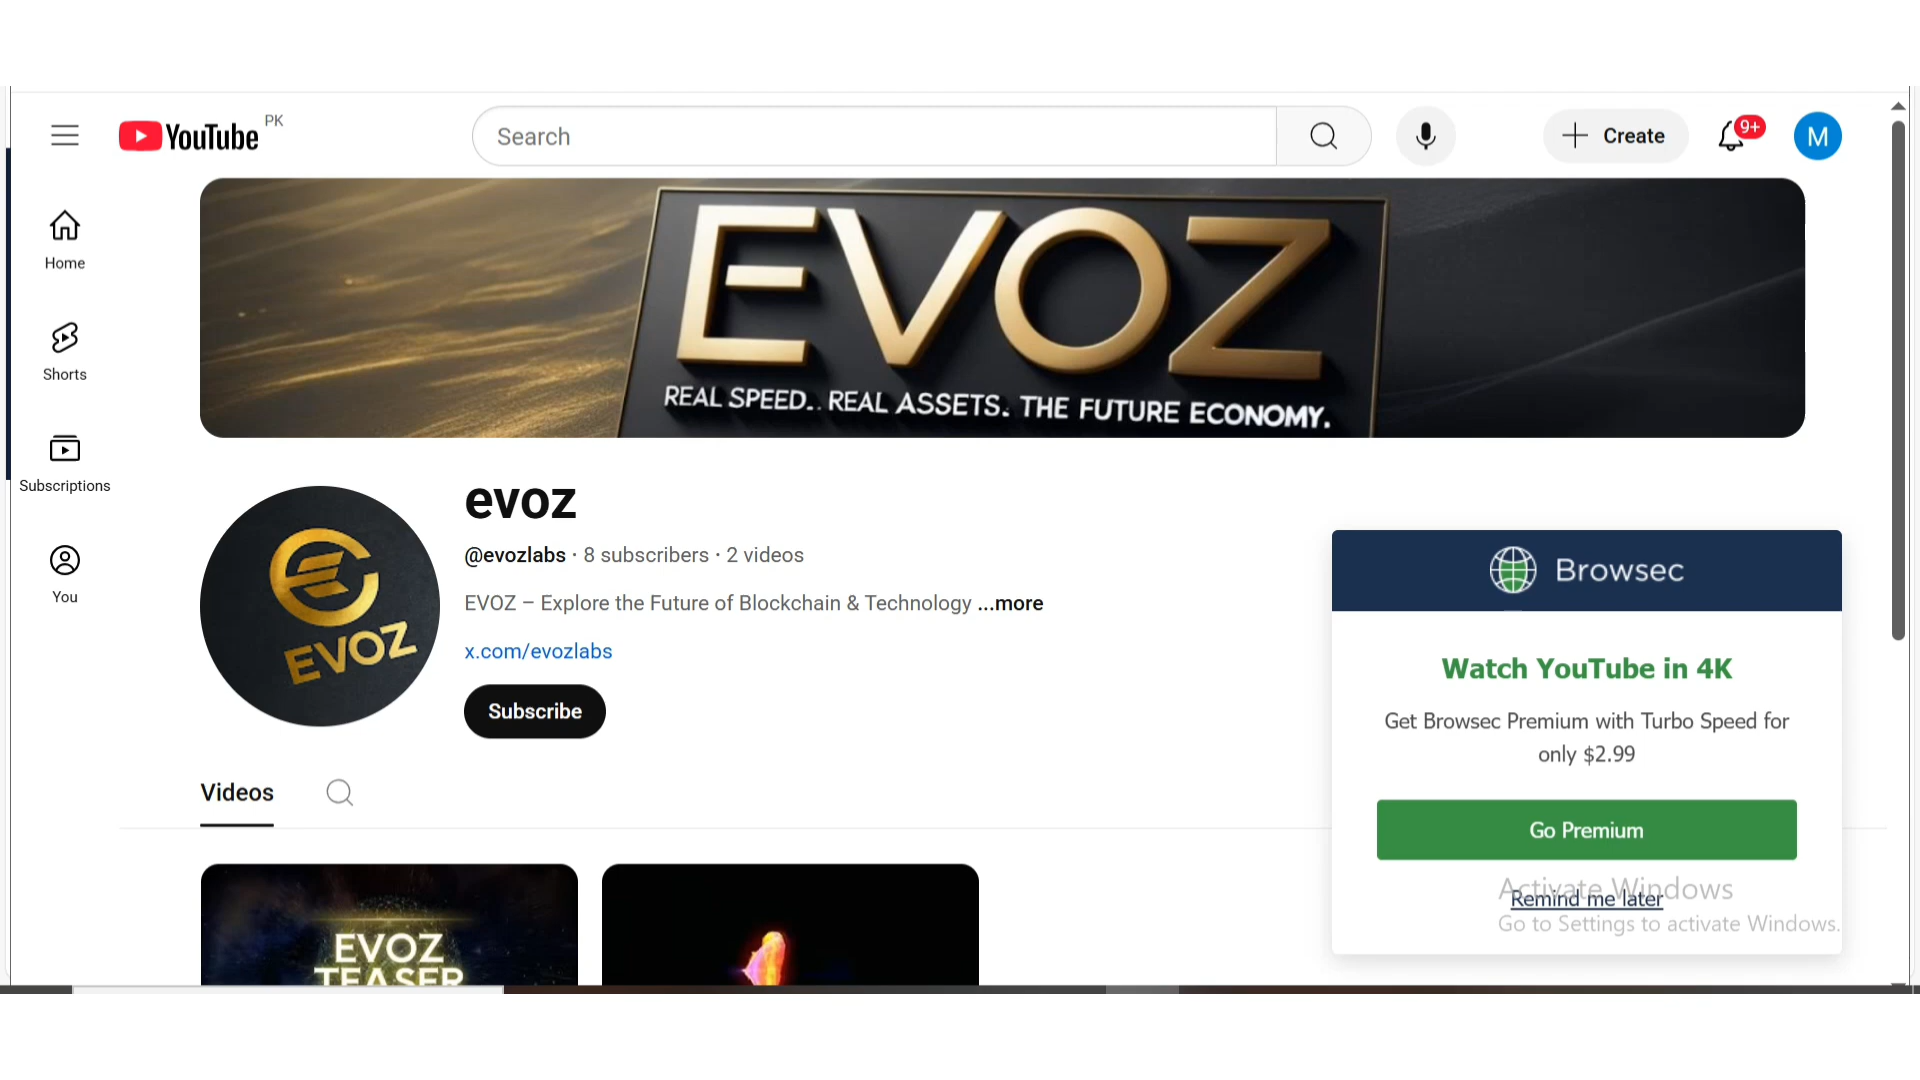 YouTube PK
Search
Create
9+
M
Home
Shorts
Subscriptions
You
EVOZ
REAL SPEED.. REAL ASSETS. THE FUTURE ECONOMY.
EVOZ
evoz
@evozlabs · 8 subscribers · 2 videos
EVOZ – Explore the Future of Blockchain & Technology ...more
x.com/evozlabs
Subscribe
Videos
EVOZ
TEASER
Browsec
Watch YouTube in 4K
Get Browsec Premium with Turbo Speed for
only $2.99
Go Premium
Remind me later
Activate Windows
Go to Settings to activate Windows.